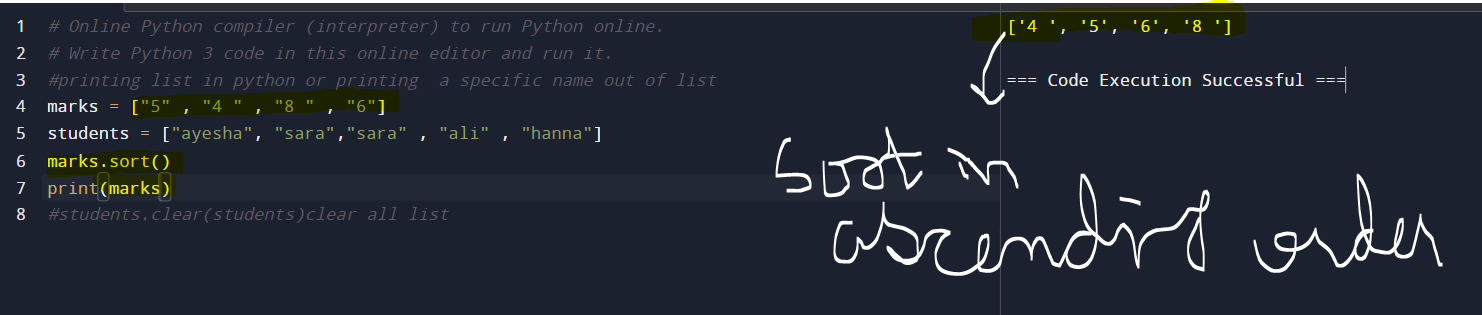 1 # Online Python compiler (interpreter) to run Python online.
2 # Write Python 3 code in this online editor and run it.
3 #printing list in python or printing  a specific name out of list
4 marks = ["5" , "4 " , "8 " , "6"]
5 students = ["ayesha", "sara","sara" , "ali" , "hanna"]
6 marks.sort()
7 print(marks)
8 #students.clear(students)clear all list
['4 ', '5', '6', '8 ']
=== Code Execution Successful ===
Sort in
ascending order